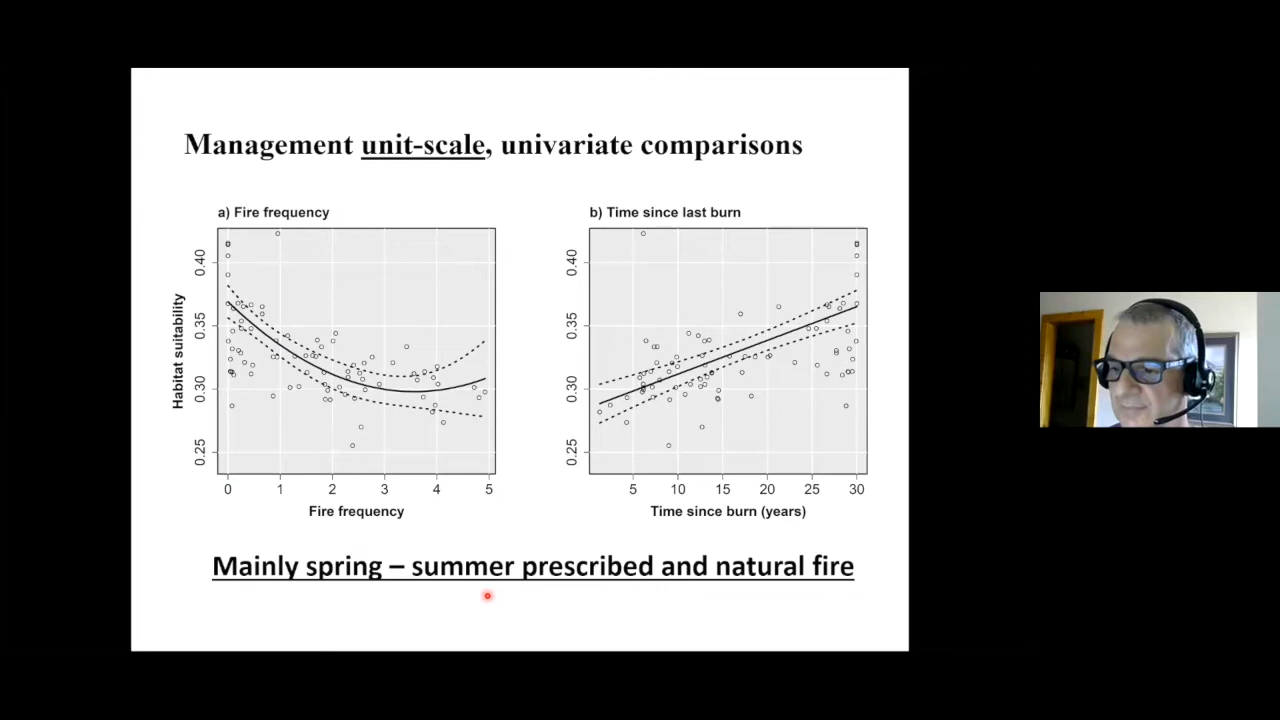 Management unit-scale, univariate comparisons
a) Fire frequency
b) Time since last burn
Habitat suitability
0.40
0.35
0.30
0.25
0 1 2 3 4 5
Fire frequency
0.40
0.35
0.30
0.25
5 10 15 20 25 30
Time since burn (years)
Mainly spring – summer prescribed and natural fire